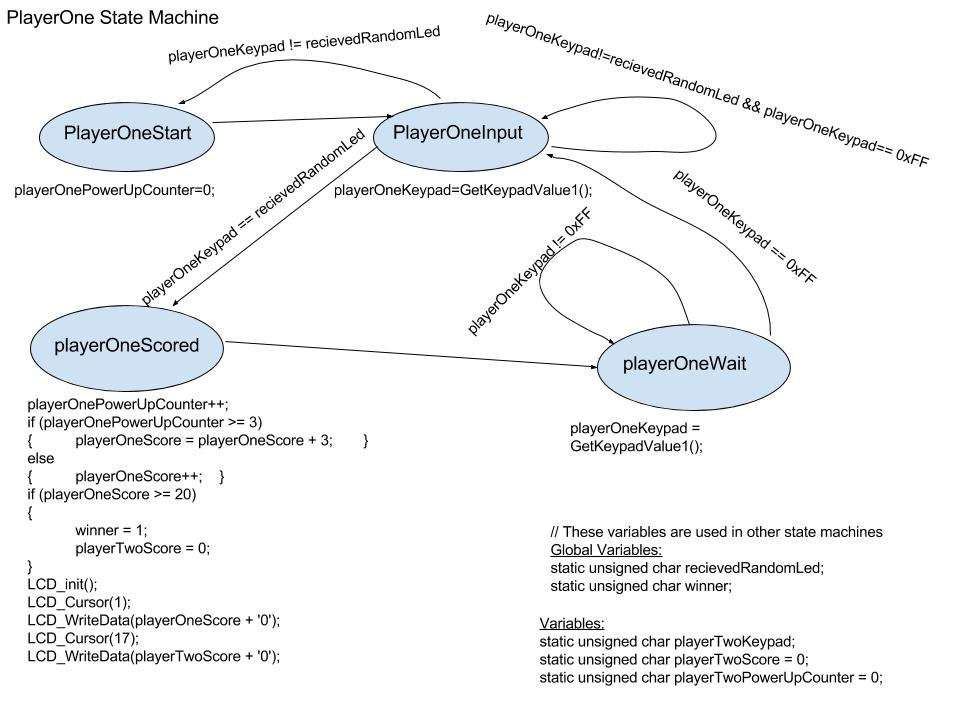 PlayerOne State Machine
playerOneKeypad != recievedRandomLed
playerOneKeypad!=recievedRandomLed && playerOneKeypad== 0xFF
PlayerOneStart
PlayerOneInput
playerOnePowerUpCounter=0;
playerOneKeypad=GetKeypadValue1();
playerOneKeypad == recievedRandomLed
playerOneKeypad == 0xFF
playerOneKeypad != 0xFF
playerOneScored
playerOneWait
playerOnePowerUpCounter++;
if (playerOnePowerUpCounter >= 3)
{ playerOneScore = playerOneScore + 3; }
else
{ playerOneScore++; }
if (playerOneScore >= 20)
{
winner = 1;
playerTwoScore = 0;
}
LCD_init();
LCD_Cursor(1);
LCD_WriteData(playerOneScore + '0');
LCD_Cursor(17);
LCD_WriteData(playerTwoScore + '0');
playerOneKeypad =
GetKeypadValue1();
// These variables are used in other state machines
Global Variables:
static unsigned char recievedRandomLed;
static unsigned char winner;
Variables:
static unsigned char playerTwoKeypad;
static unsigned char playerTwoScore = 0;
static unsigned char playerTwoPowerUpCounter = 0;